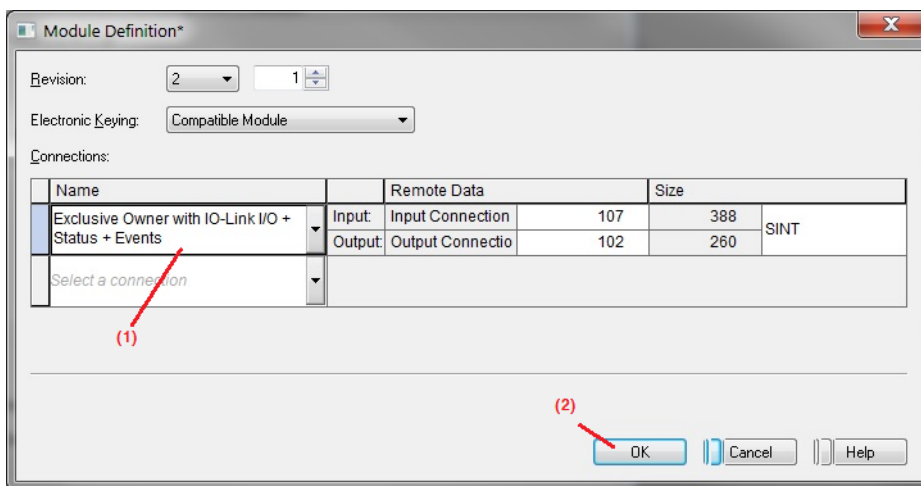 Module Definition*
Revision: 2 1
Electronic Keying: Compatible Module
Connections:
Name Remote Data Size
Exclusive Owner with IO-Link I/O + Status + Events
Input: Input Connection 107 388 SINT
Output: Output Connectio 102 260
Select a connection
(1)
(2)
OK Cancel Help